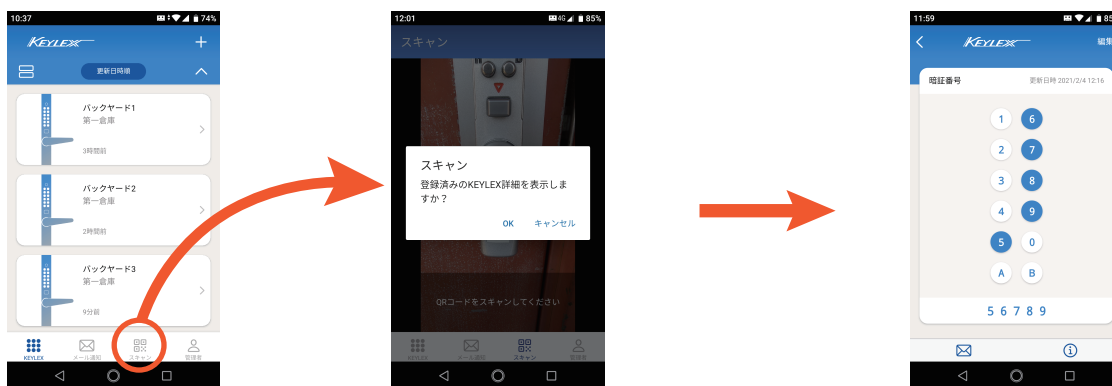 10:37
74%
KEYLEX
+
更新日時順
バックヤード1
第一倉庫
3時間前
バックヤード2
第一倉庫
2時間前
バックヤード3
第一倉庫
9分前
KEYLEX
メール通知
スキャン
管理者
12:01
4G
85%
スキャン
スキャン
登録済みのKEYLEX詳細を表示しま
すか？
OK キャンセル
QRコードをスキャンしてください
KEYLEX
メール通知
スキャン
管理者
11:59
85
KEYLEX
編集
暗証番号
更新日時 2021/2/4 12:16
1 6
2 7
3 8
4 9
5 0
A B
5 6 7 8 9